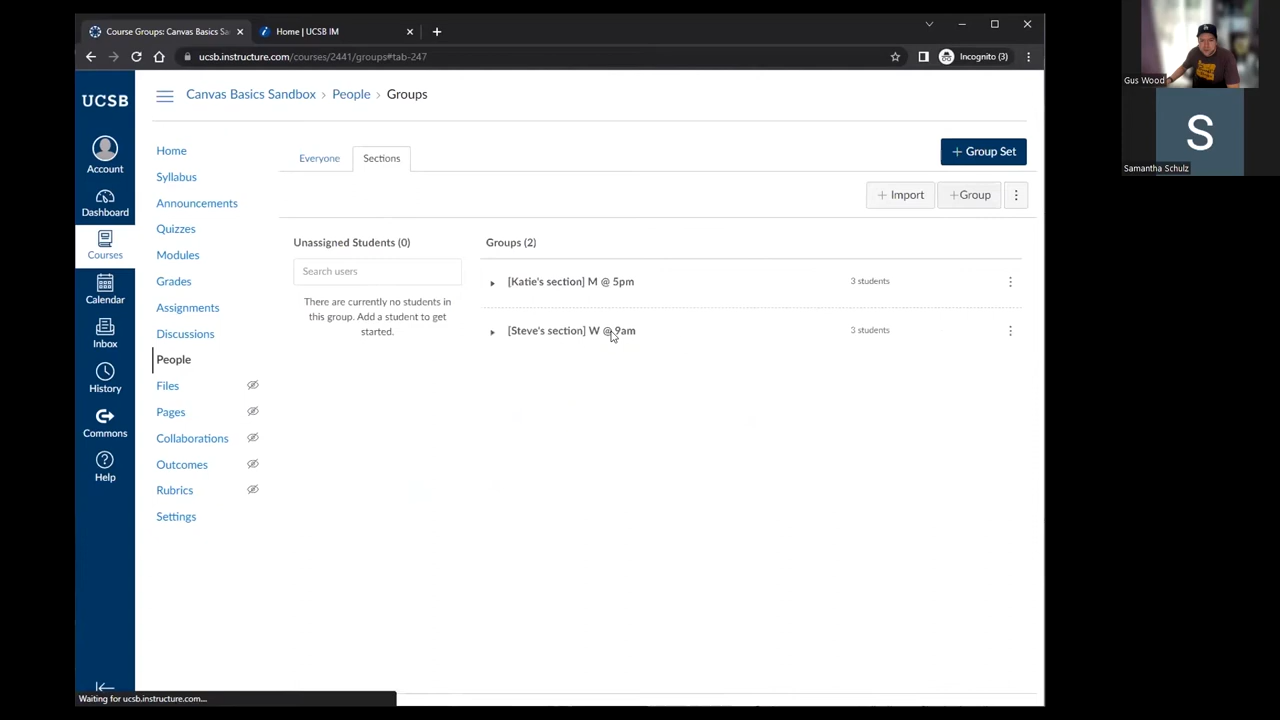 Course Groups: Canvas Basics S
Home | UCSB IM
ucsb.instructure.com/courses/2441/groups#tab-247
Incognito (3)
UCSB
Account
Dashboard
Courses
Calendar
Inbox
History
Commons
Help
Canvas Basics Sandbox > People > Groups
Home
Syllabus
Announcements
Quizzes
Modules
Grades
Assignments
Discussions
People
Files
Pages
Collaborations
Outcomes
Rubrics
Settings
Everyone
Sections
+ Group Set
+ Import
+ Group
Unassigned Students (0)
Search users
There are currently no students in
this group. Add a student to get
started.
Groups (2)
[Katie's section] M @ 5pm
3 students
[Steve's section] W @ 9am
3 students
Waiting for ucsb.instructure.com...
Gus Wood
S
Samantha Schulz